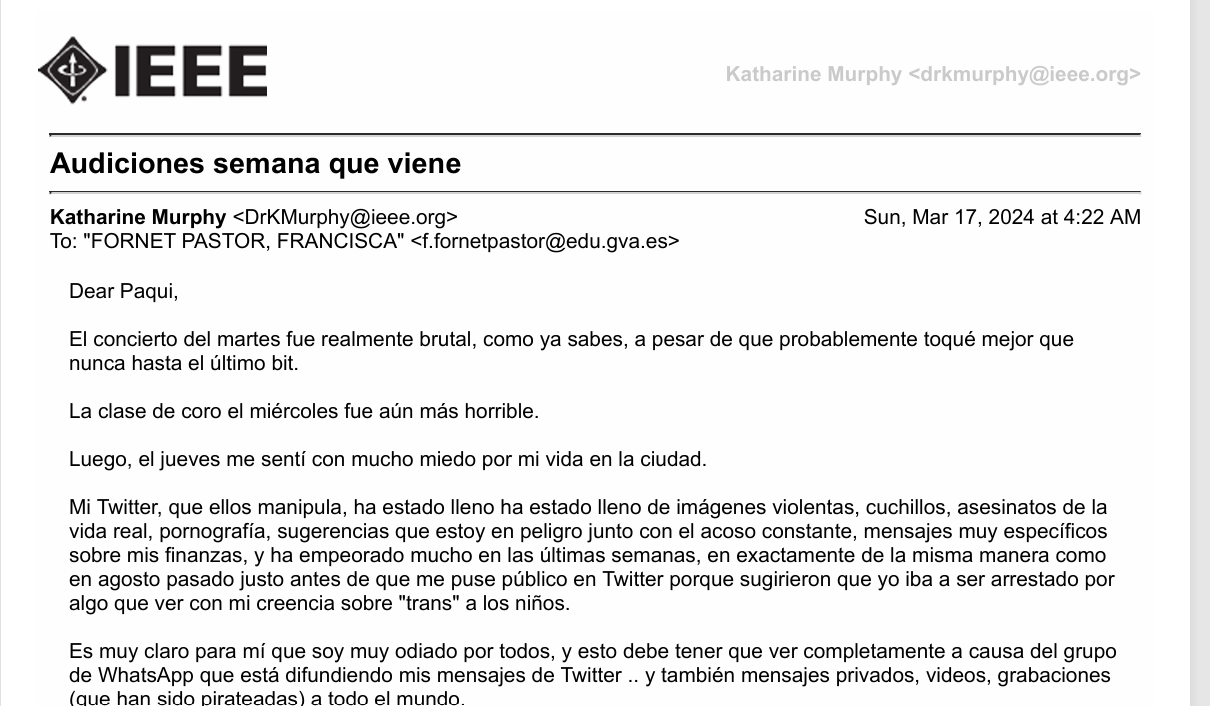 IEEE
Katharine Murphy <drkmurphy@ieee.org>
Audiciones semana que viene
Katharine Murphy <DrKMurphy@ieee.org> Sun, Mar 17, 2024 at 4:22 AM
To: "FORNET PASTOR, FRANCISCA" <f.fornetpastor@edu.gva.es>
Dear Paqui,
El concierto del martes fue realmente brutal, como ya sabes, a pesar de que probablemente toqué mejor que
nunca hasta el último bit.
La clase de coro el miércoles fue aún más horrible.
Luego, el jueves me sentí con mucho miedo por mi vida en la ciudad.
Mi Twitter, que ellos manipula, ha estado lleno ha estado lleno de imágenes violentas, cuchillos, asesinatos de la
vida real, pornografía, sugerencias que estoy en peligro junto con el acoso constante, mensajes muy específicos
sobre mis finanzas, y ha empeorado mucho en las últimas semanas, en exactamente de la misma manera como
en agosto pasado justo antes de que me puse público en Twitter porque sugirieron que yo iba a ser arrestado por
algo que ver con mi creencia sobre "trans" a los niños.
Es muy claro para mí que soy muy odiado por todos, y esto debe tener que ver completamente a causa del grupo
de WhatsApp que está difundiendo mis mensajes de Twitter .. y también mensajes privados, videos, grabaciones
(que han sido pirateadas) a todo el mundo.